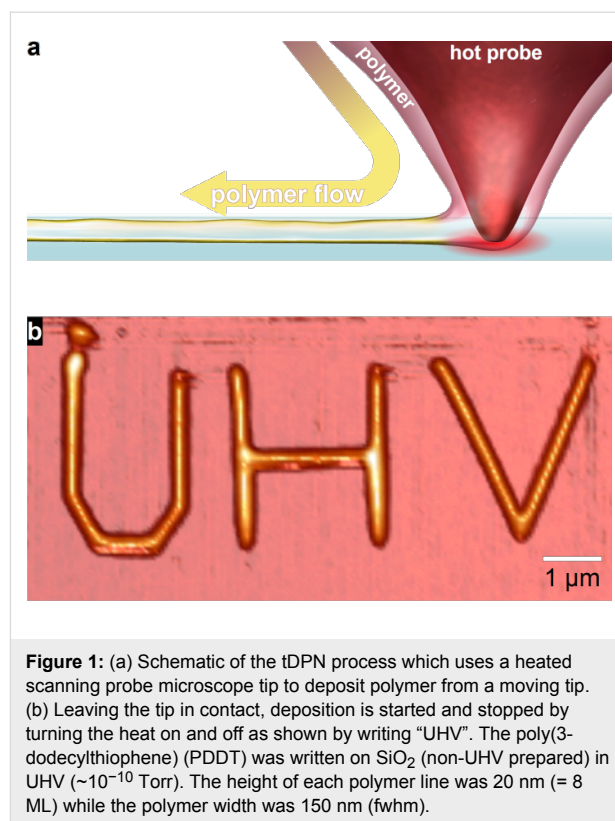 a
hot probe
polymer
polymer flow
b
UHV
1 µm
Figure 1: (a) Schematic of the tDPN process which uses a heated
scanning probe microscope tip to deposit polymer from a moving tip.
(b) Leaving the tip in contact, deposition is started and stopped by
turning the heat on and off as shown by writing “UHV”. The poly(3-
dodecylthiophene) (PDDT) was written on SiO₂ (non-UHV prepared) in
UHV (~10⁻¹⁰ Torr). The height of each polymer line was 20 nm (= 8
ML) while the polymer width was 150 nm (fwhm).